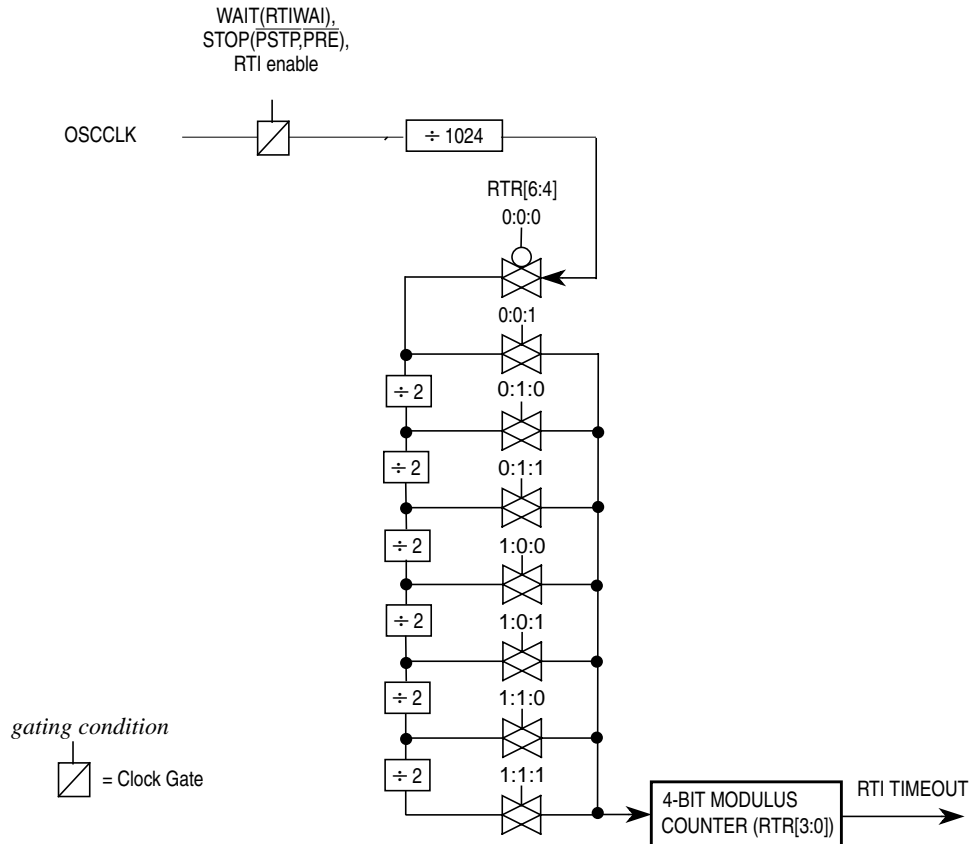 WAIT(RTIWAI),
STOP(PSTP,PRE),
RTI enable
OSCCLK
÷ 1024
RTR[6:4]
0:0:0
0:0:1
÷ 2
0:1:0
÷ 2
0:1:1
÷ 2
1:0:0
÷ 2
1:0:1
÷ 2
1:1:0
÷ 2
1:1:1
gating condition
= Clock Gate
4-BIT MODULUS
COUNTER (RTR[3:0])
RTI TIMEOUT